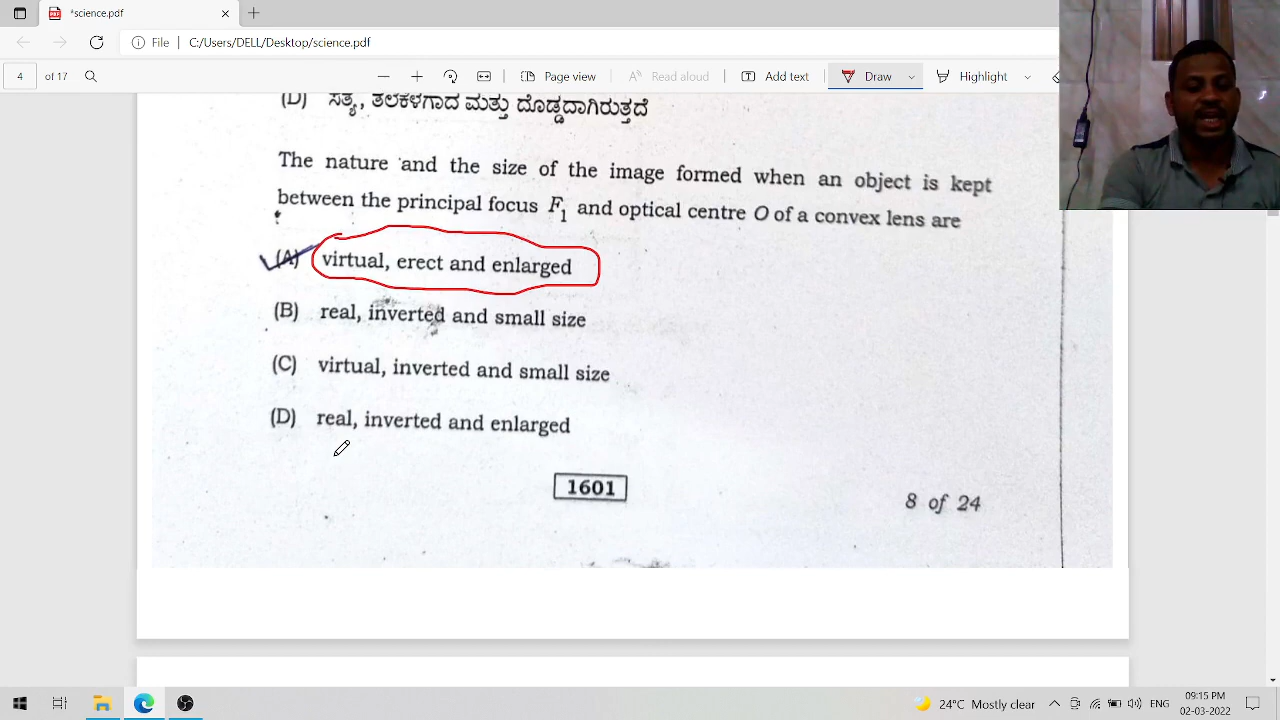 *science.pdf
File | C:/Users/DELL/Desktop/science.pdf
4 of 17 Page view Read aloud Add text Draw Highlight
(D) ಸತ್ಯ, ತಲೆಕೆಳಗಾದ ಮತ್ತು ದೊಡ್ಡದಾಗಿರುತ್ತದೆ
The nature and the size of the image formed when an object is kept
between the principal focus F₁ and optical centre O of a convex lens are
(A) virtual, erect and enlarged
(B) real, inverted and small size
(C) virtual, inverted and small size
(D) real, inverted and enlarged
1601
8 of 24
24°C Mostly clear ENG 09:15 PM
02-03-2022